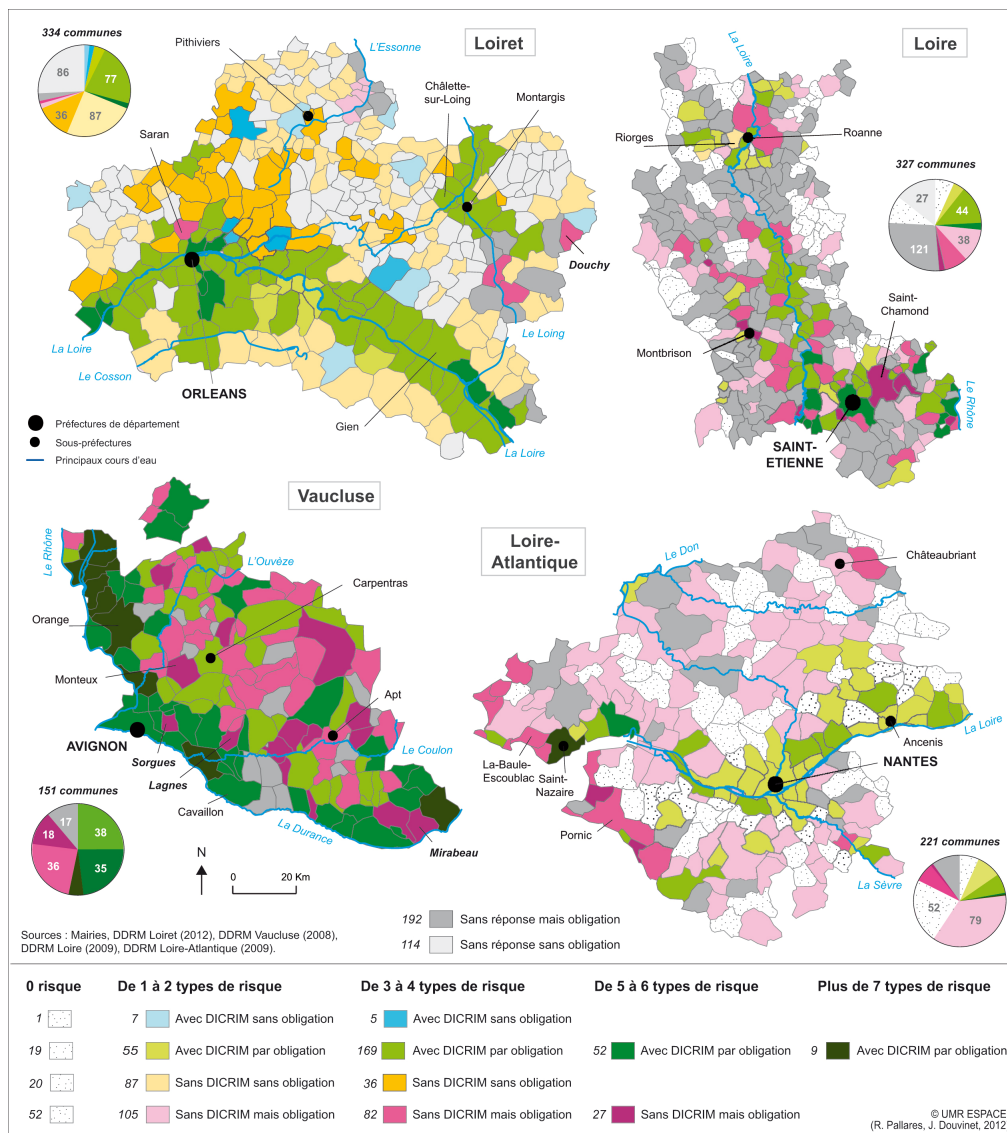 334 communes
86
77
36
87
Pithiviers
L'Essonne
Loiret
Châlette-
sur-Loing
Montargis
Saran
Douchy
La Loire
Le Cosson
ORLEANS
Gien
Le Loing
La Loire
Préfectures de département
Sous-préfectures
Principaux cours d'eau
La Loire
Loire
Riorges
Roanne
327 communes
27
44
121
38
Saint-
Chamond
Montbrison
Le Rhône
SAINT-
ETIENNE
Vaucluse
Le Rhône
L'Ouvèze
Carpentras
Orange
Monteux
Apt
AVIGNON
Sorgues
Le Coulon
Lagnes
Cavaillon
La Durance
Mirabeau
151 communes
17
18
38
36
35
N
0 20 Km
Loire-
Atlantique
Le Don
Châteaubriant
La Loire
Ancenis
NANTES
La-Baule-
Escoublac
Saint-
Nazaire
Pornic
La Sèvre
221 communes
52
79
Sources : Mairies, DDRM Loiret (2012), DDRM Vaucluse (2008),
DDRM Loire (2009), DDRM Loire-Atlantique (2009).
192 Sans réponse mais obligation
114 Sans réponse sans obligation
0 risque De 1 à 2 types de risque De 3 à 4 types de risque De 5 à 6 types de risque Plus de 7 types de risque
1 7 Avec DICRIM sans obligation 5 Avec DICRIM sans obligation
19 55 Avec DICRIM par obligation 169 Avec DICRIM par obligation 52 Avec DICRIM par obligation 9 Avec DICRIM par obligation
20 87 Sans DICRIM sans obligation 36 Sans DICRIM sans obligation
52 105 Sans DICRIM mais obligation 82 Sans DICRIM mais obligation 27 Sans DICRIM mais obligation
© UMR ESPACE
(R. Pallares, J. Douvinet, 2012